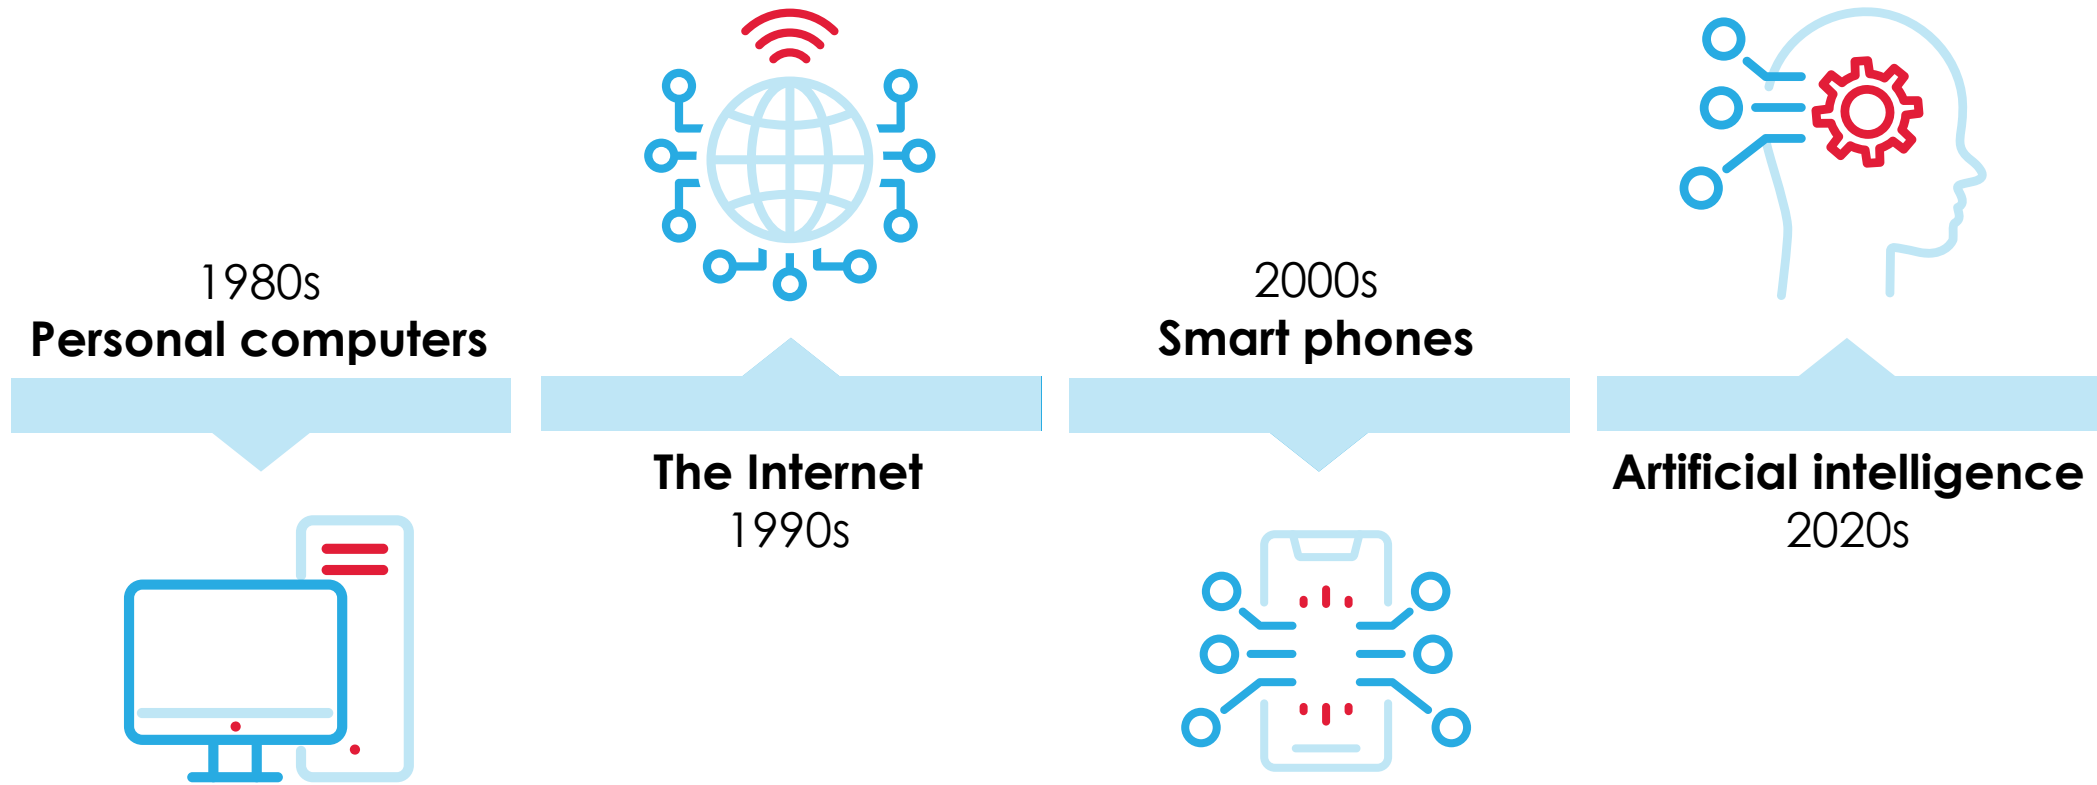 1980s
Personal computers
The Internet
1990s
2000s
Smart phones
Artificial intelligence
2020s